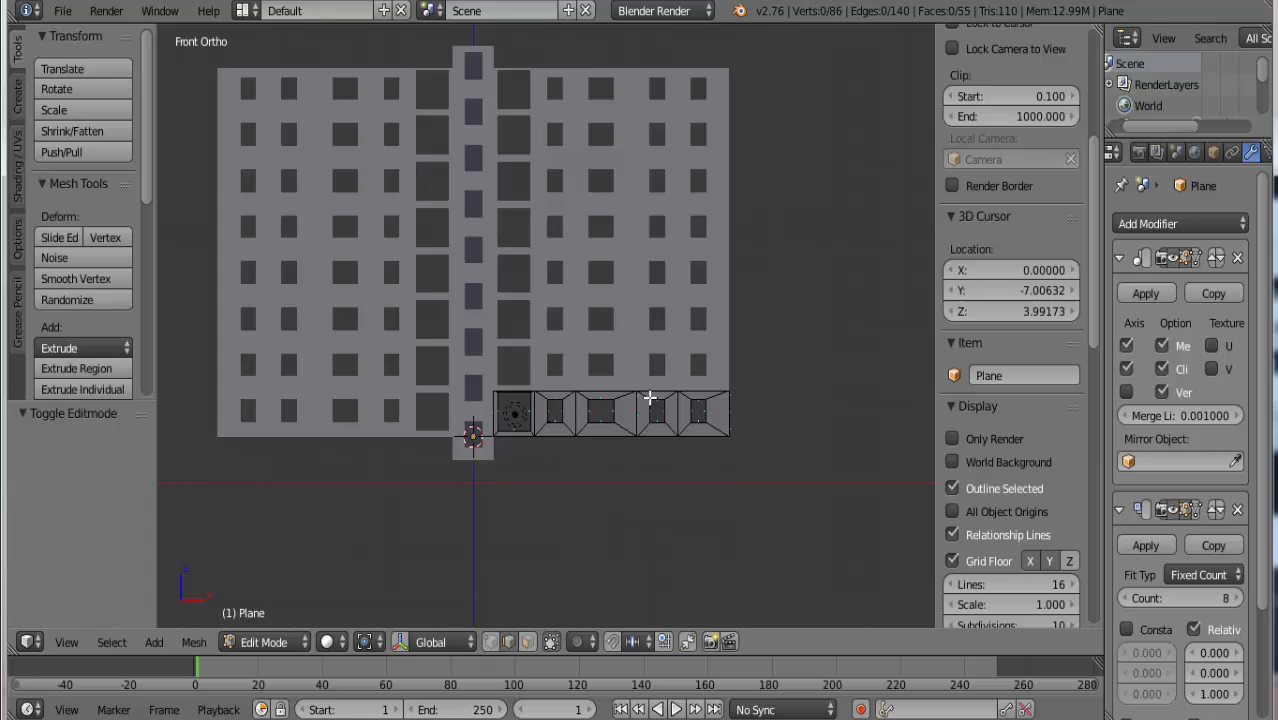 File Render Window Help Default Scene Blender Render v2.76 | Verts:0/86 | Edges:0/140 | Faces:0/55 | Tris:110 | Mem:12.99M | Plane
Tools
Create
Shading / UVs
Options
Grease Pencil
Transform
Translate
Rotate
Scale
Shrink/Fatten
Push/Pull
Mesh Tools
Deform:
Slide Ed Vertex
Noise
Smooth Vertex
Randomize
Add:
Extrude
Extrude Region
Extrude Individual
Toggle Editmode
Front Ortho
z
x
(1) Plane
Lock Camera to View
Clip:
Start: 0.100
End: 1000.000
Local Camera:
Camera
Render Border
3D Cursor
Location:
X: 0.00000
Y: -7.00632
Z: 3.99173
Item
Plane
Display
Only Render
World Background
Outline Selected
All Object Origins
Relationship Lines
Grid Floor X Y Z
Lines: 16
Scale: 1.000
Subdivisions: 10
View Search All Sc
Scene
RenderLayers
World
Plane
Add Modifier
Apply Copy
Axis Option Texture
Me U
Cli V
Ver
Merge Li: 0.001000
Mirror Object:
Apply Copy
Fit Typ Fixed Count
Count: 8
Consta Relativ
0.000 0.000
0.000 0.000
0.000 1.000
View Select Add Mesh Edit Mode Global
-40 -20 0 20 40 60 80 100 120 140 160 180 200 220 240 260 280
View Marker Frame Playback Start: 1 End: 250 1 No Sync